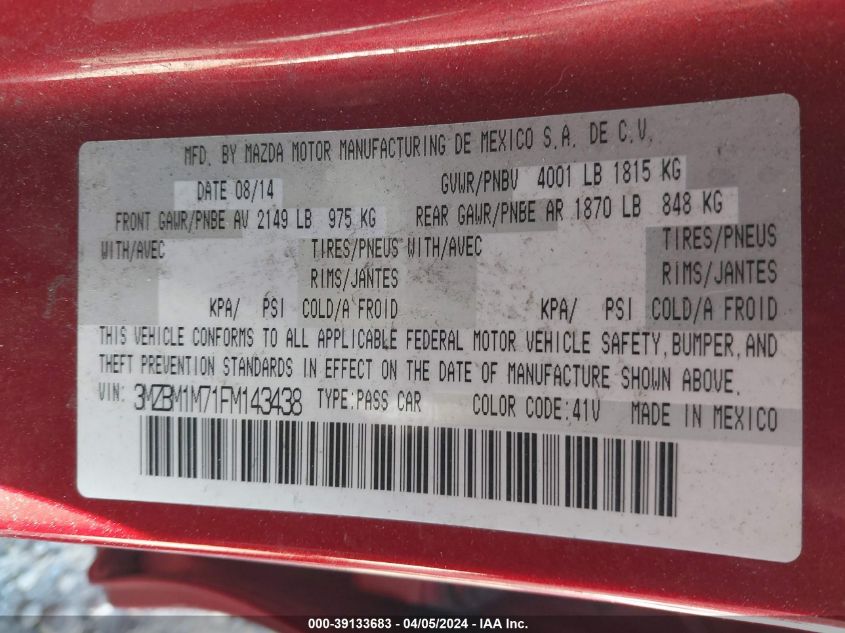 MFD. BY MAZDA MOTOR MANUFACTURING DE MEXICO S.A. DE C.V.
DATE 08/14 GVWR/PNBV 4001 LB 1815 KG
FRONT GAWR/PNBE AV 2149 LB 975 KG REAR GAWR/PNBE AR 1870 LB 848 KG
WITH/AVEC TIRES/PNEUS WITH/AVEC TIRES/PNEUS
RIMS/JANTES RIMS/JANTES
KPA/ PSI COLD/A FROID KPA/ PSI COLD/A FROID
THIS VEHICLE CONFORMS TO ALL APPLICABLE FEDERAL MOTOR VEHICLE SAFETY, BUMPER, AND
THEFT PREVENTION STANDARDS IN EFFECT ON THE DATE OF MANUFACTURE SHOWN ABOVE.
VIN: 3MZBM1M71FM143438 TYPE:PASS CAR COLOR CODE:41V MADE IN MEXICO
000-39133683 - 04/05/2024 - IAA Inc.